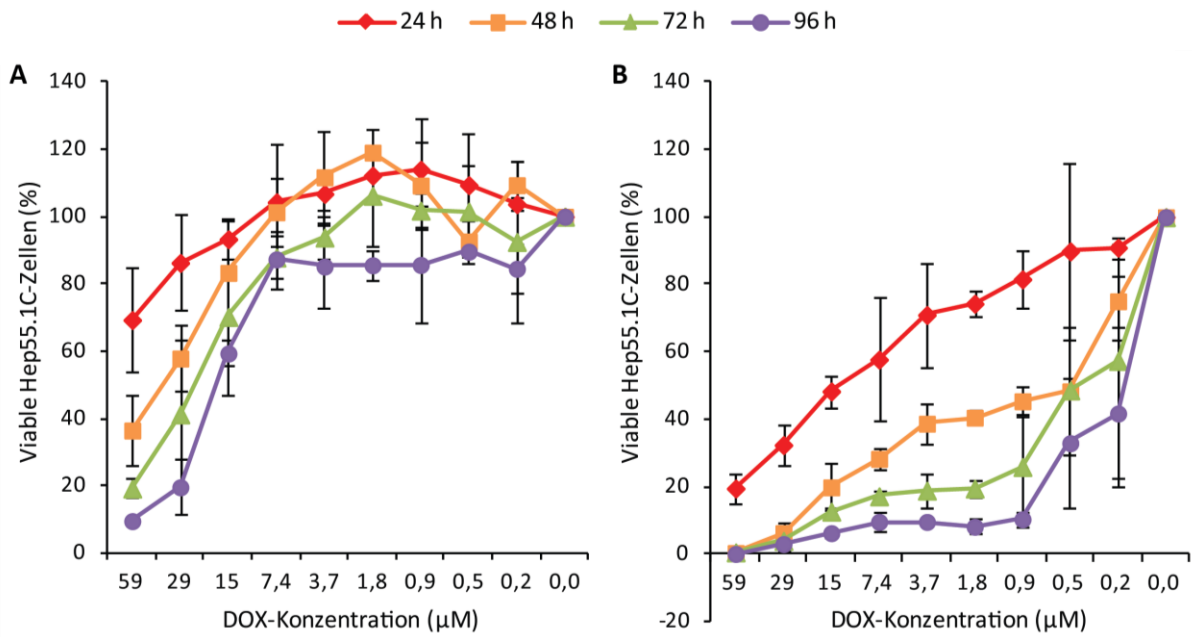 24 h 48 h 72 h 96 h
A
140
120
100
80
60
40
20
0
Viable Hep55.1C-Zellen (%)
59 29 15 7,4 3,7 1,8 0,9 0,5 0,2 0,0
DOX-Konzentration (µM)
B
140
120
100
80
60
40
20
0
-20
Viable Hep55.1C-Zellen (%)
59 29 15 7,4 3,7 1,8 0,9 0,5 0,2 0,0
DOX-Konzentration (µM)